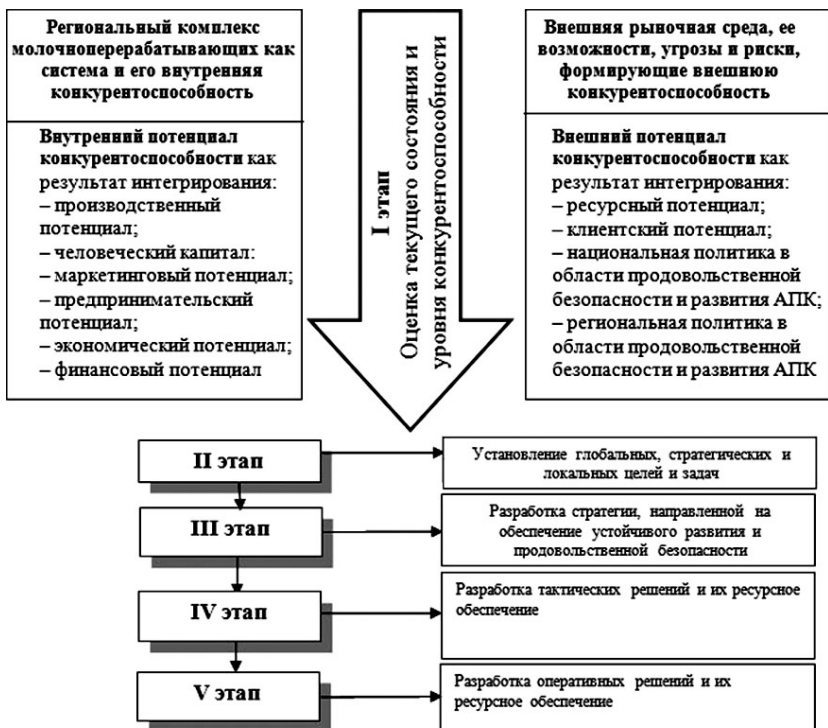 Региональный комплекс
молочноперерабатывающих как
система и его внутренняя
конкурентоспособность
Внутренний потенциал
конкурентоспособности как
результат интегрирования:
– производственный
потенциал;
– человеческий капитал:
– маркетинговый потенциал;
– предпринимательский
потенциал;
– экономический потенциал;
– финансовый потенциал
I этап
Оценка текущего состояния и
уровня конкурентоспособности
Внешняя рыночная среда, ее
возможности, угрозы и риски,
формирующие внешнюю
конкурентоспособность
Внешний потенциал
конкурентоспособности как
результат интегрирования:
– ресурсный потенциал;
– клиентский потенциал;
– национальная политика в
области продовольственной
безопасности и развития АПК;
– региональная политика в
области продовольственной
безопасности и развития АПК
II этап
Установление глобальных, стратегических и
локальных целей и задач
III этап
Разработка стратегии, направленной на
обеспечение устойчивого развития и
продовольственной безопасности
IV этап
Разработка тактических решений и их ресурсное
обеспечение
V этап
Разработка оперативных решений и их
ресурсное обеспечение